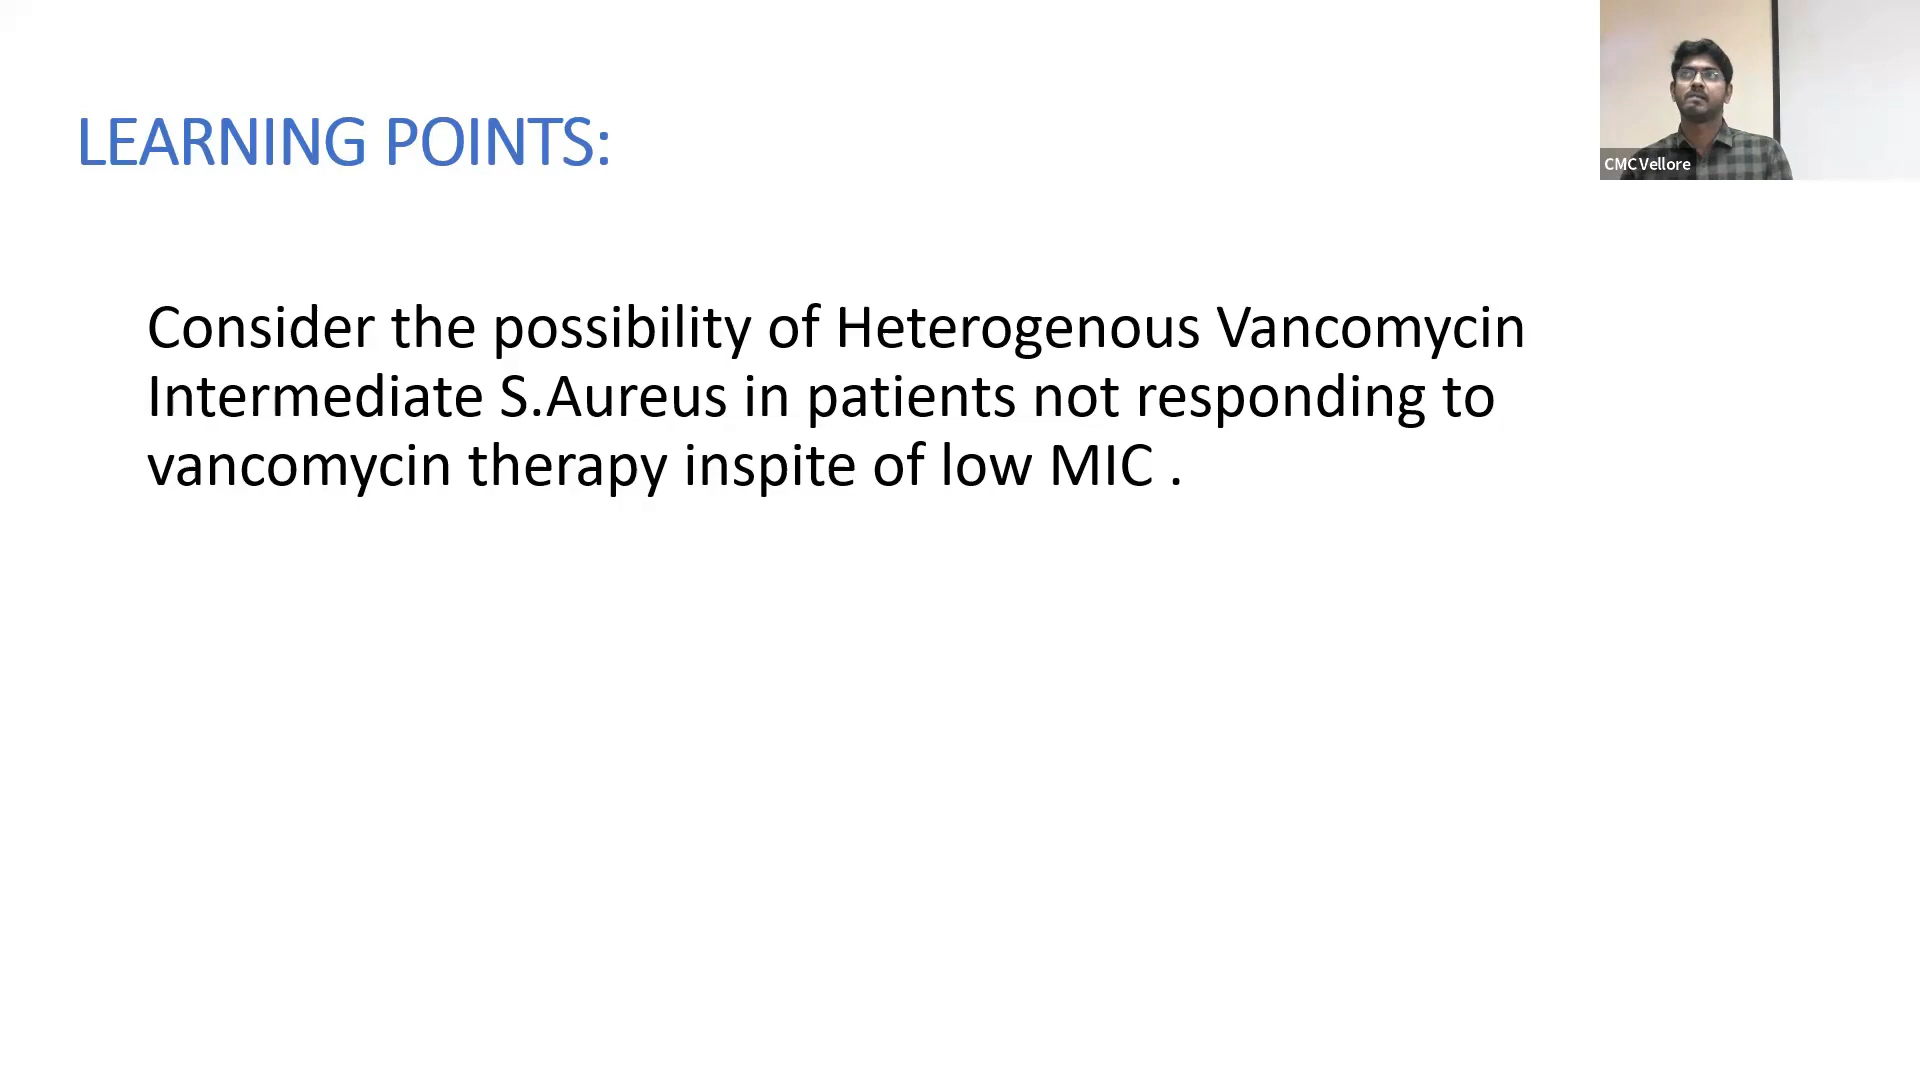 LEARNING POINTS:
CMC Vellore
Consider the possibility of Heterogenous Vancomycin
Intermediate S.Aureus in patients not responding to
vancomycin therapy inspite of low MIC .